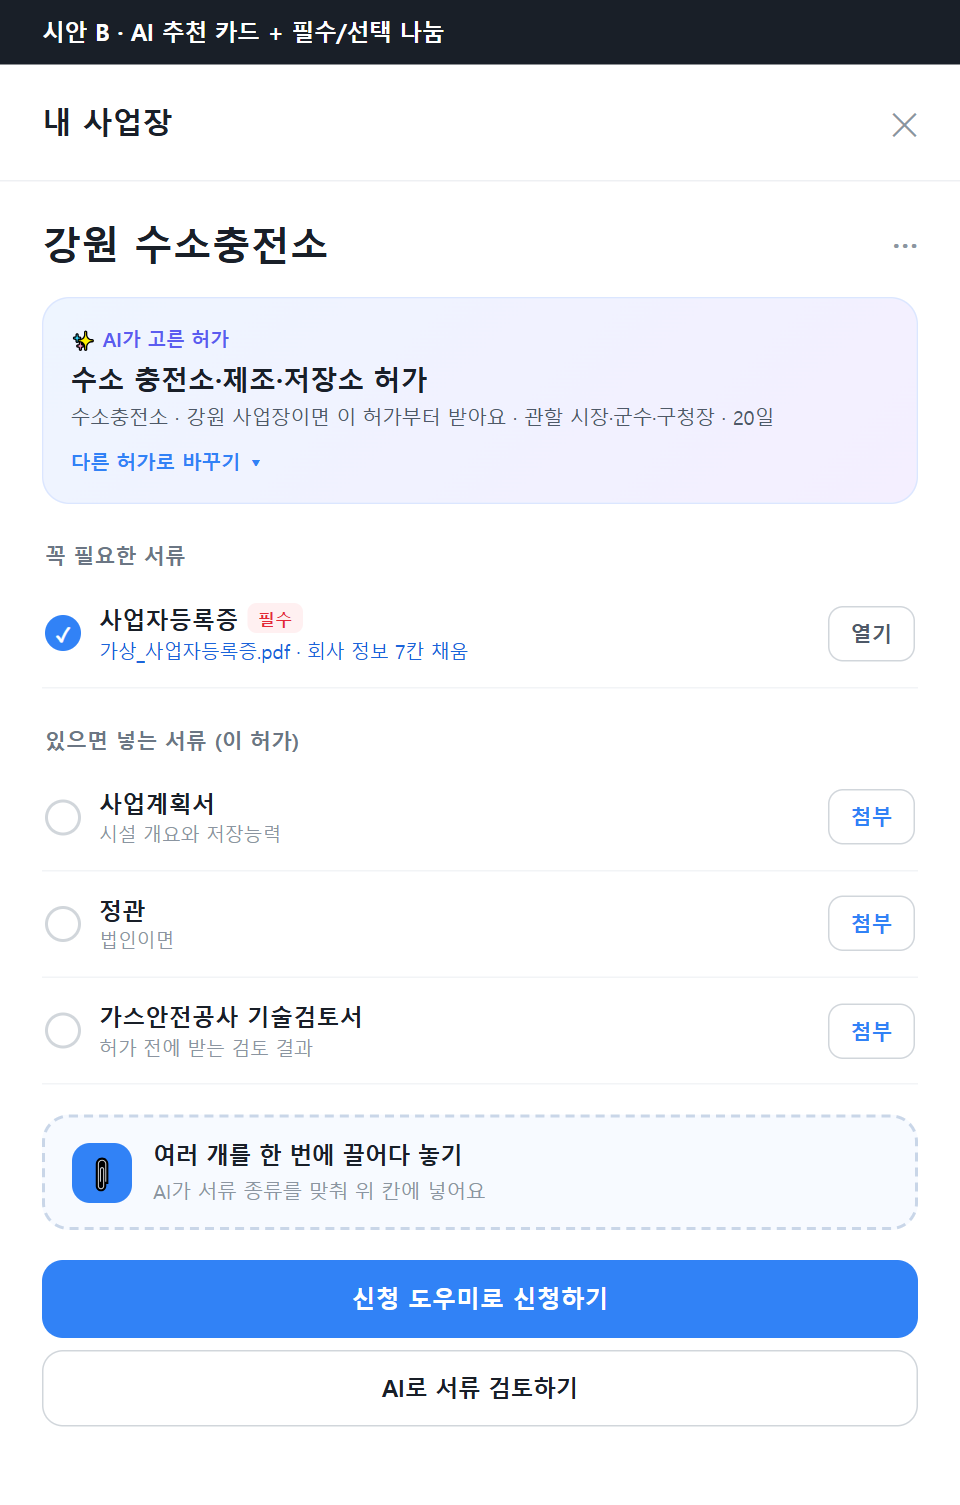 시안 B · AI 추천 카드 + 필수/선택 나눔
내 사업장
강원 수소충전소
AI가 고른 허가
수소 충전소·제조·저장소 허가
수소충전소 · 강원 사업장이면 이 허가부터 받아요 · 관할 시장·군수·구청장 · 20일
다른 허가로 바꾸기 ▼
꼭 필요한 서류
사업자등록증 필수
가상_사업자등록증.pdf · 회사 정보 7칸 채움
열기
있으면 넣는 서류 (이 허가)
사업계획서
시설 개요와 저장능력
첨부
정관
법인이면
첨부
가스안전공사 기술검토서
허가 전에 받는 검토 결과
첨부
여러 개를 한 번에 끌어다 놓기
AI가 서류 종류를 맞춰 위 칸에 넣어요
신청 도우미로 신청하기
AI로 서류 검토하기